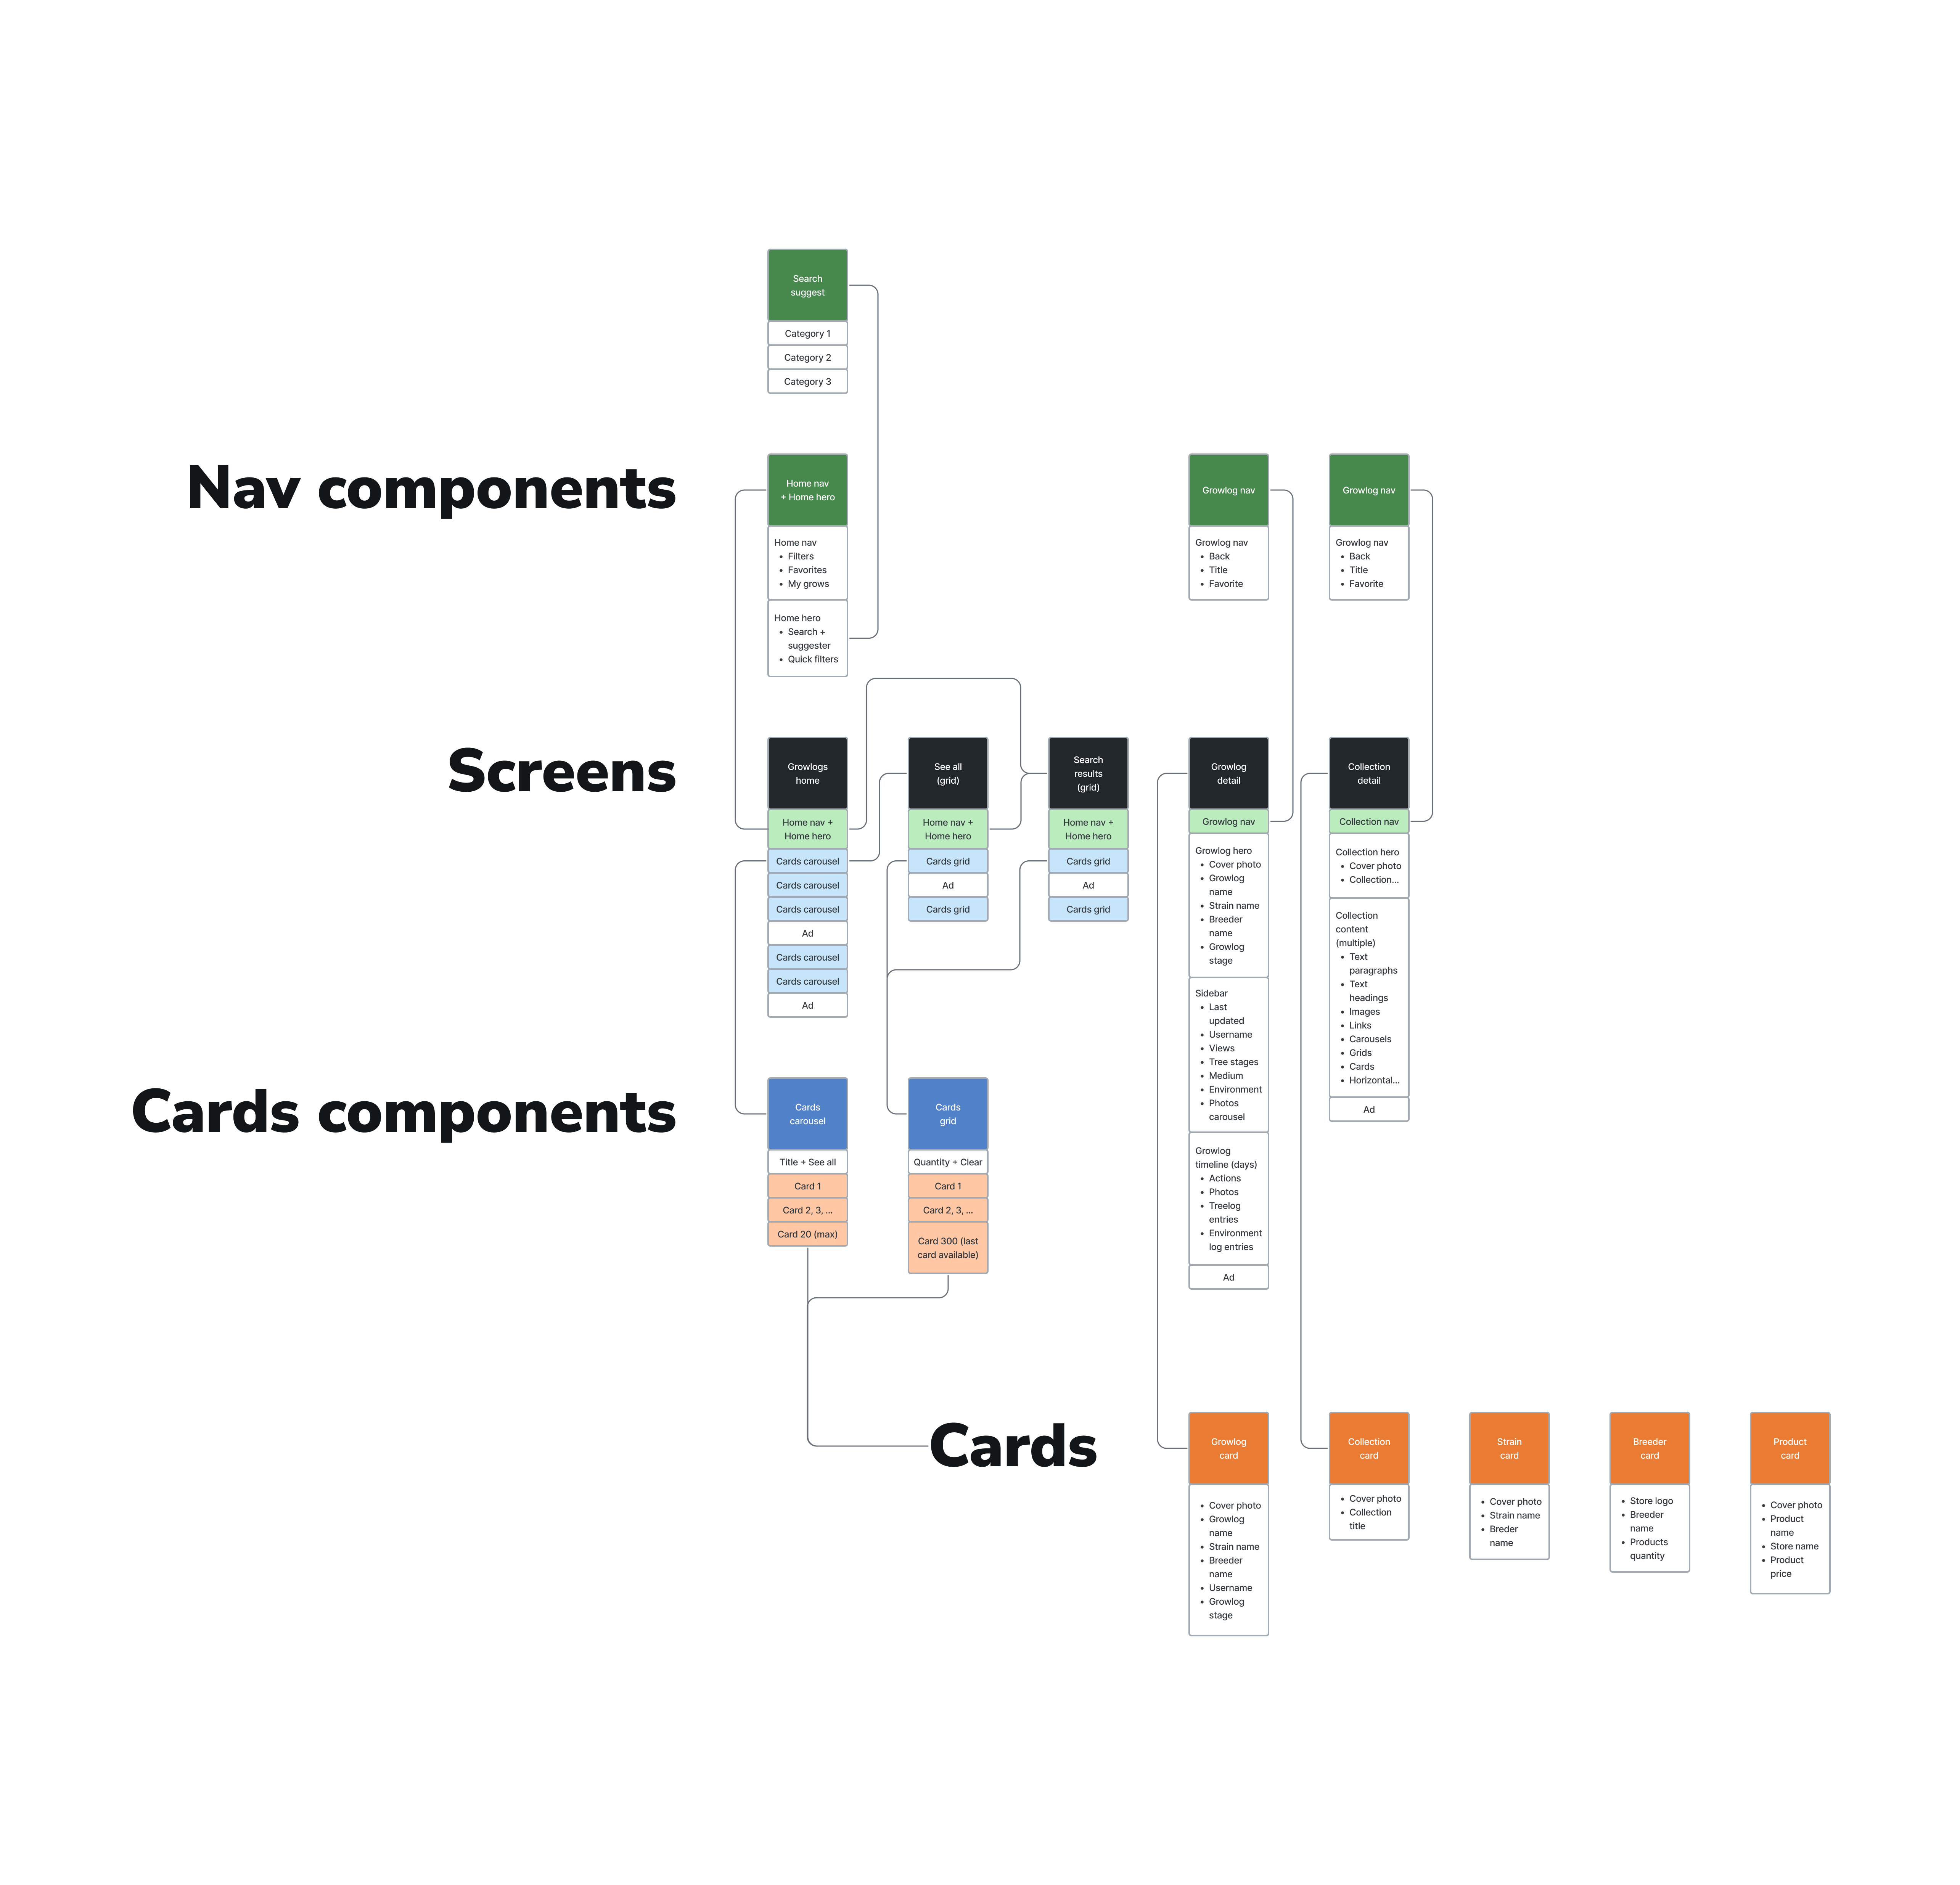 Search
suggest
Category 1
Category 2
Category 3
Nav components
Home nav
+ Home hero
Home nav
• Filters
• Favorites
• My grows
Home hero
• Search +
suggester
• Quick filters
Growlog nav
Growlog nav
• Back
• Title
• Favorite
Growlog nav
Growlog nav
• Back
• Title
• Favorite
Screens
Growlogs
home
Home nav +
Home hero
Cards carousel
Cards carousel
Cards carousel
Ad
Cards carousel
Cards carousel
Ad
See all
(grid)
Home nav +
Home hero
Cards grid
Ad
Cards grid
Search
results
(grid)
Home nav +
Home hero
Cards grid
Ad
Cards grid
Growlog
detail
Growlog nav
Growlog hero
• Cover photo
• Growlog
name
• Strain name
• Breeder
name
• Growlog
stage
Sidebar
• Last
updated
• Username
• Views
• Tree stages
• Medium
• Environment
• Photos
carousel
Growlog
timeline (days)
• Actions
• Photos
• Treelog
entries
• Environment
log entries
Ad
Collection
detail
Collection nav
Collection hero
• Cover photo
• Collection...
Collection
content
(multiple)
• Text
paragraphs
• Text
headings
• Images
• Links
• Carousels
• Grids
• Cards
• Horizontal...
Ad
Cards components
Cards
carousel
Title + See all
Card 1
Card 2, 3, ...
Card 20 (max)
Cards
grid
Quantity + Clear
Card 1
Card 2, 3, ...
Card 300 (last
card available)
Cards
Growlog
card
• Cover photo
• Growlog
name
• Strain name
• Breeder
name
• Username
• Growlog
stage
Collection
card
• Cover photo
• Collection
title
Strain
card
• Cover photo
• Strain name
• Breder
name
Breeder
card
• Store logo
• Breeder
name
• Products
quantity
Product
card
• Cover photo
• Product
name
• Store name
• Product
price